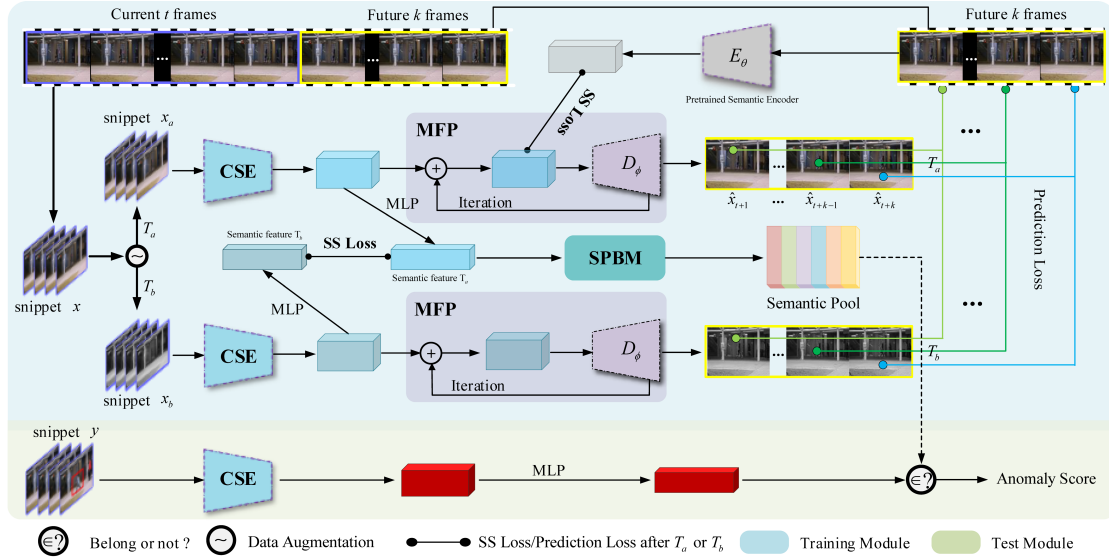 Current t frames
Future k frames
Future k frames
...
...
SS Loss
E_θ
Pretrained Semantic Encoder
snippet x_a
MFP
CSE
+
D_ϕ
...
T_a
...
Iteration
MLP
x̂_{t+1}
x̂_{t+k-1}
x̂_{t+k}
T_a
~
T_b
Semantic feature T_b
SS Loss
Semantic feature T_a
SPBM
Prediction Loss
snippet x
MLP
Semantic Pool
MFP
...
CSE
+
D_ϕ
...
T_b
Iteration
snippet x_b
snippet y
CSE
MLP
∈?
Anomaly Score
∈? Belong or not ?
~ Data Augmentation
SS Loss/Prediction Loss after T_a or T_b
Training Module
Test Module